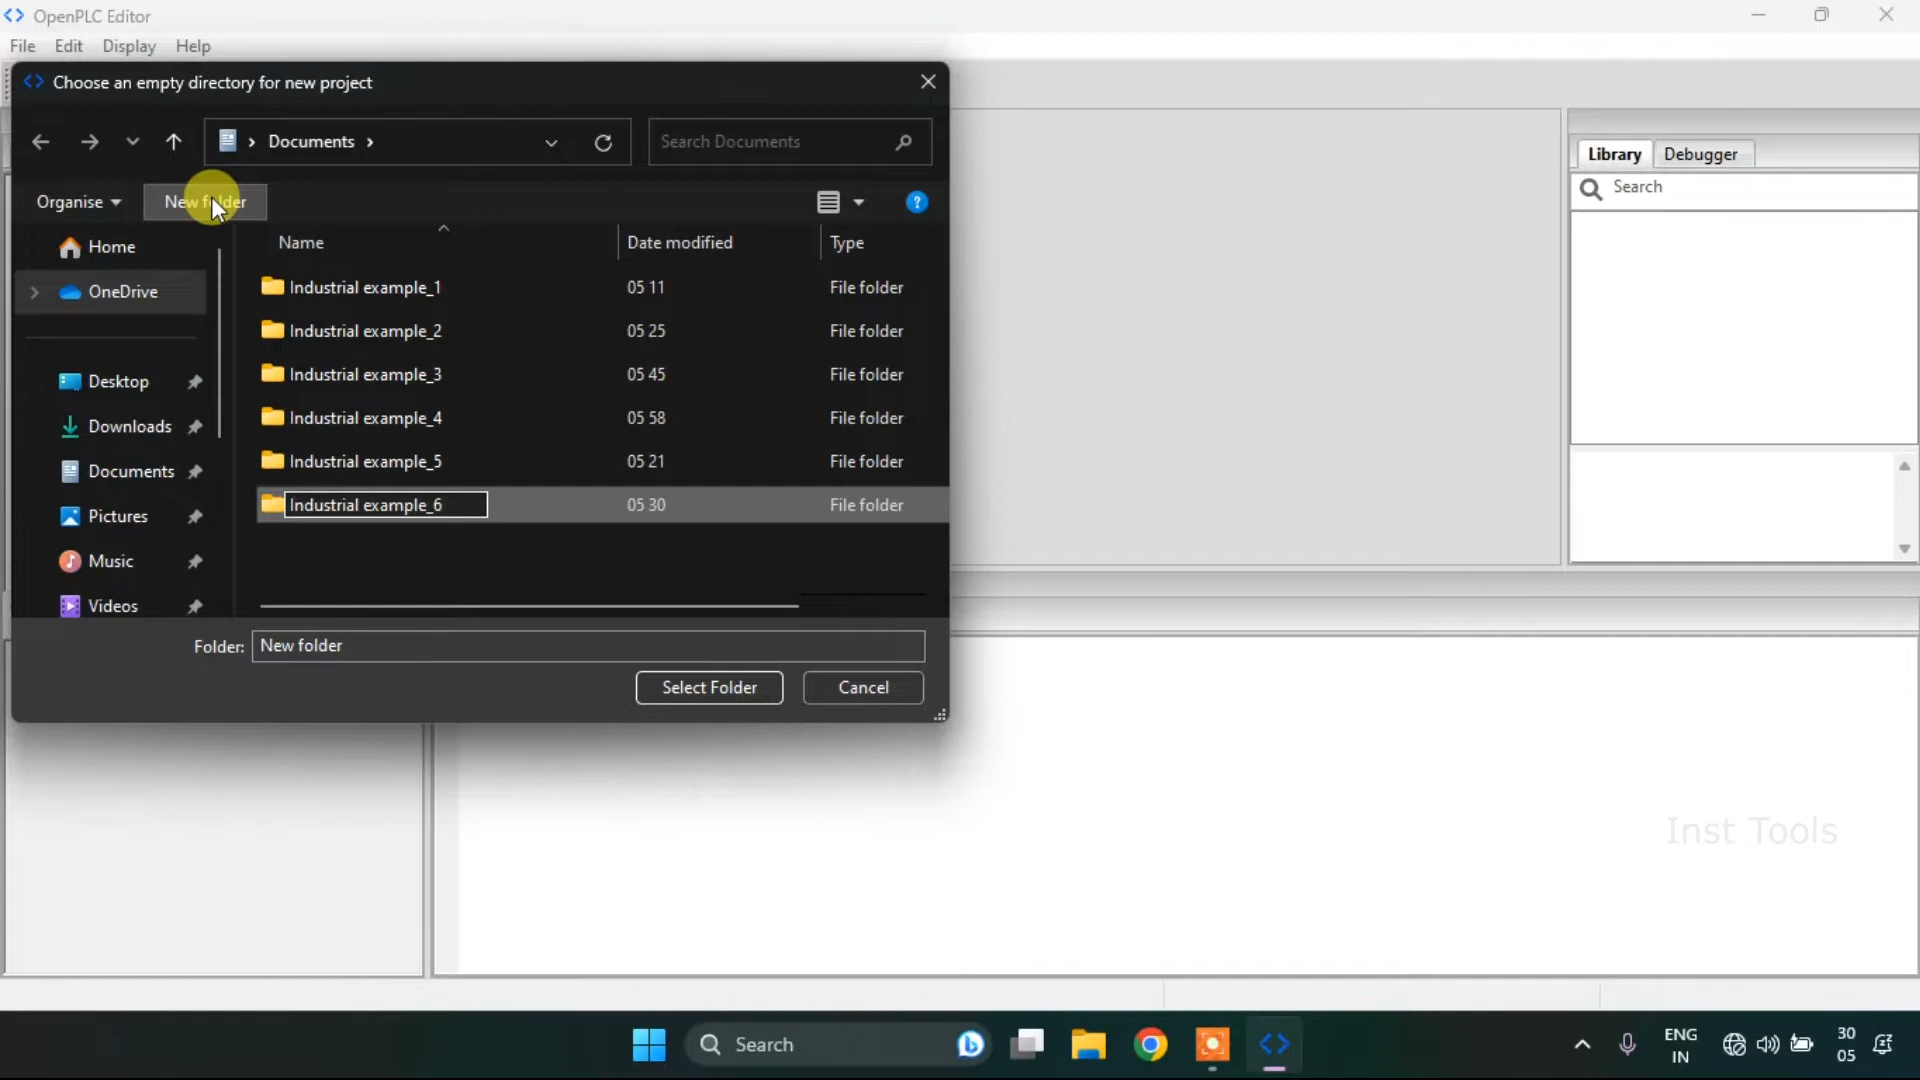 OpenPLC Editor
File Edit Display Help
Choose an empty directory for new project
Documents
Search Documents
Organise New folder
Name Date modified Type
Home
OneDrive
Desktop
Downloads
Documents
Pictures
Music
Videos
Industrial example_1 05 11 File folder
Industrial example_2 05 25 File folder
Industrial example_3 05 45 File folder
Industrial example_4 05 58 File folder
Industrial example_5 05 21 File folder
Industrial example_6 05 30 File folder
Folder: New folder
Select Folder Cancel
Library Debugger
Search
Inst Tools
Search
ENG
IN
30
05